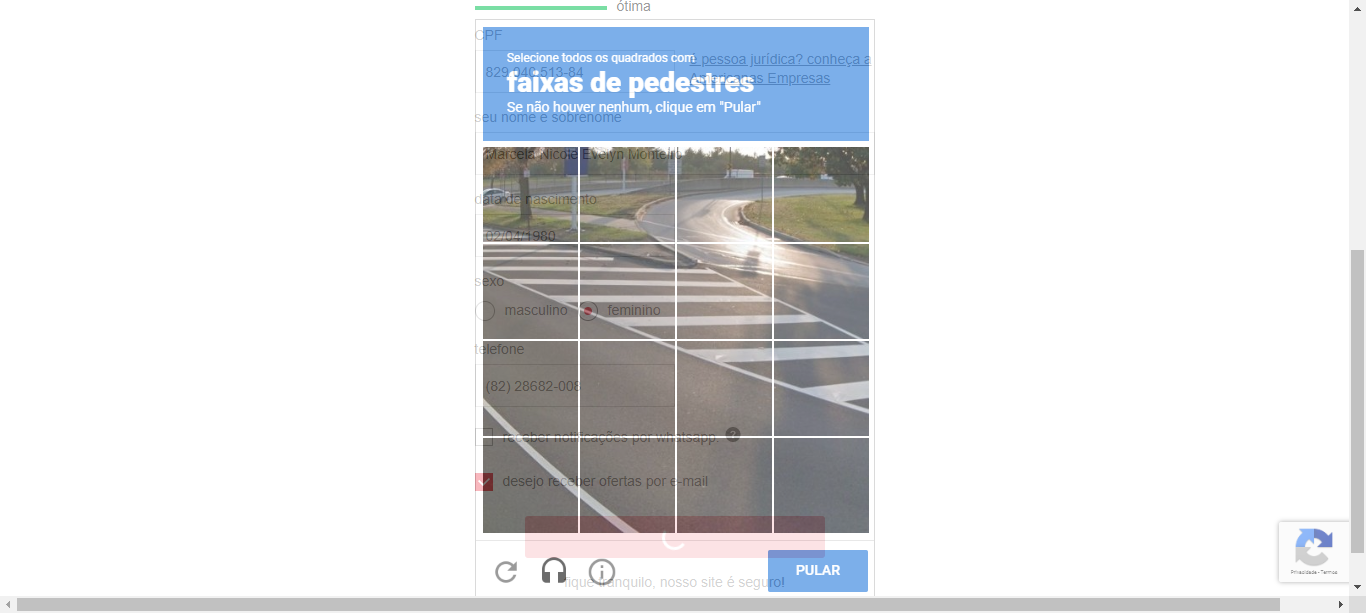 ótima
CPF
Selecione todos os quadrados com
é pessoa jurídica? conheça a
829.040.513-84
Americanas Empresas
faixas de pedestres
Se não houver nenhum, clique em "Pular"
seu nome e sobrenome
Marcela Nicole Evelyn Monteiro
data de nascimento
02/04/1980
sexo
masculino
feminino
telefone
(82) 28682-008
receber notificações por whatsapp. ?
desejo receber ofertas por e-mail
PULAR
fique tranquilo, nosso site é seguro!
Privacidade - Termos